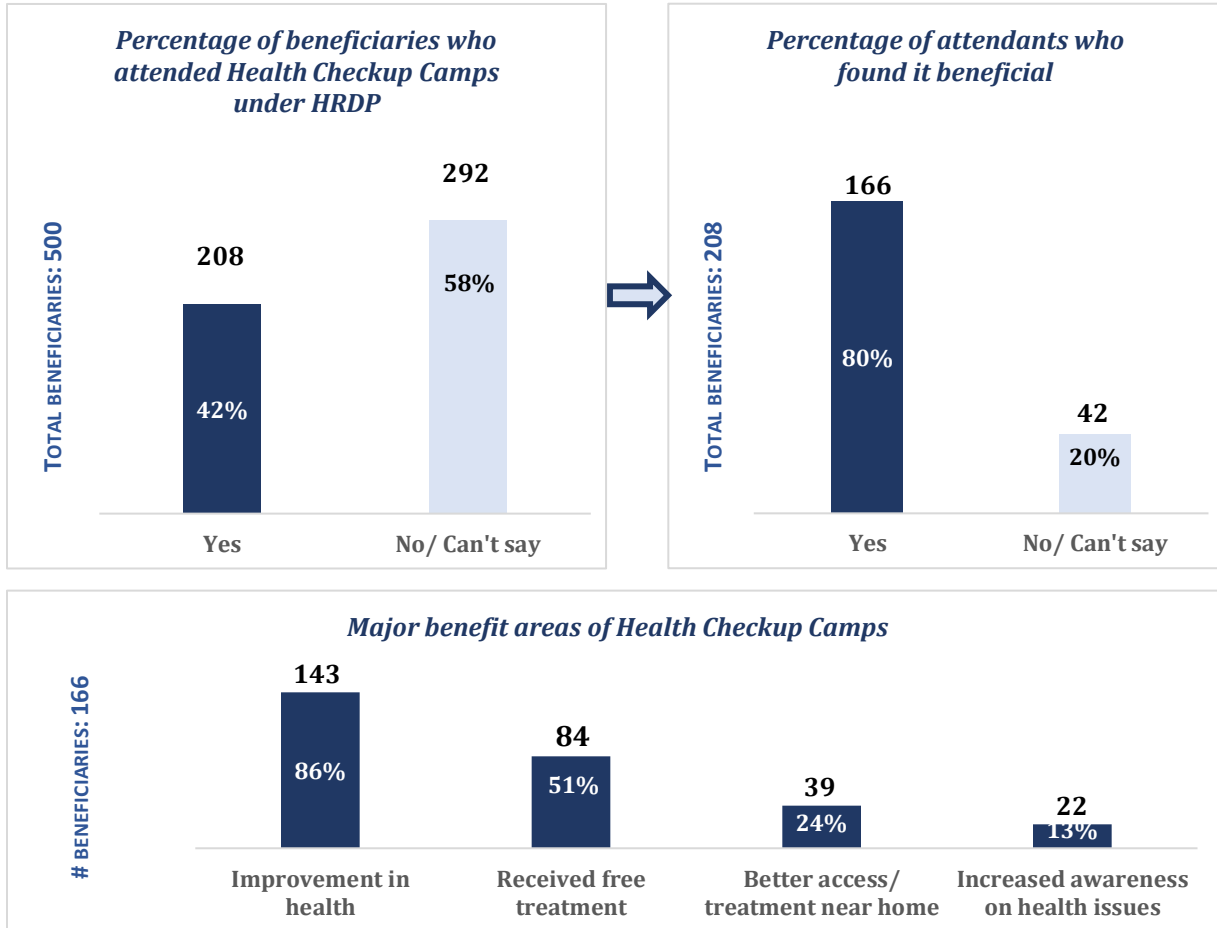 Percentage of beneficiaries who
attended Health Checkup Camps
under HRDP
TOTAL BENEFICIARIES: 500
208
292
42%
58%
Yes
No/ Can't say
Percentage of attendants who
found it beneficial
TOTAL BENEFICIARIES: 208
166
42
80%
20%
Yes
No/ Can't say
Major benefit areas of Health Checkup Camps
# BENEFICIARIES: 166
143
84
39
22
86%
51%
24%
13%
Improvement in
health
Received free
treatment
Better access/
treatment near home
Increased awareness
on health issues